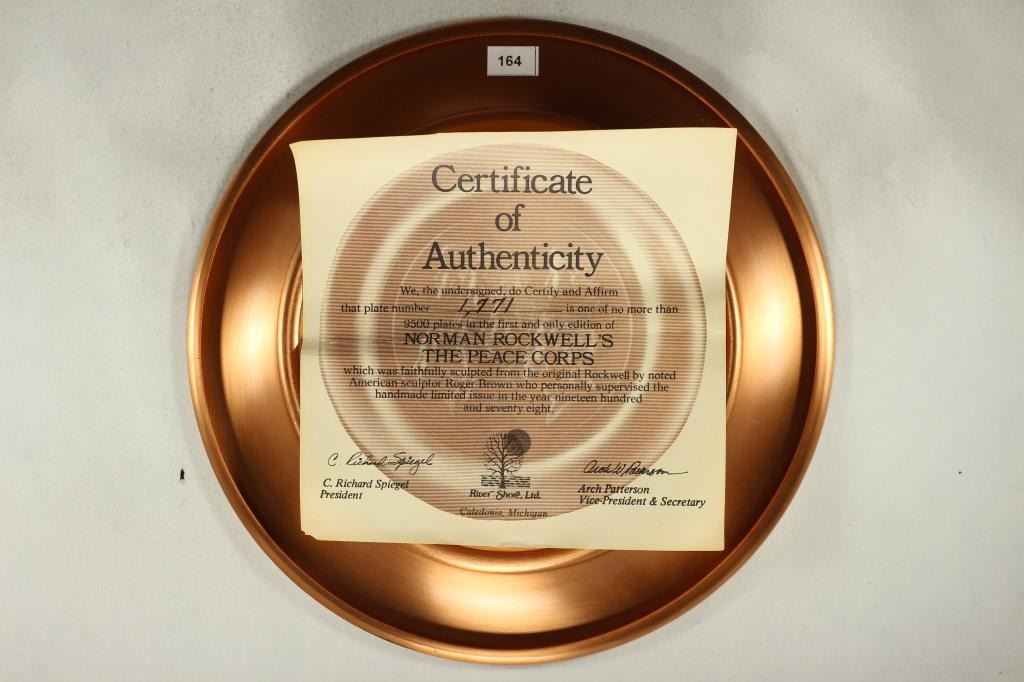 164
Certificate
of
Authenticity
We, the undersigned, do Certify and Affirm
that plate number 1,771 is one of no more than
9500 plates in the first and only edition of
NORMAN ROCKWELL'S
THE PEACE CORPS
which was faithfully sculpted from the original Rockwell by noted
American sculptor Roger Brown who personally supervised the
handmade limited issue in the year nineteen hundred
and seventy eight.
C. Richard Spiegel
Arch W. Patterson
C. Richard Spiegel
President
River Shore, Ltd.
Arch Patterson
Vice-President & Secretary
Caledonia, Michigan